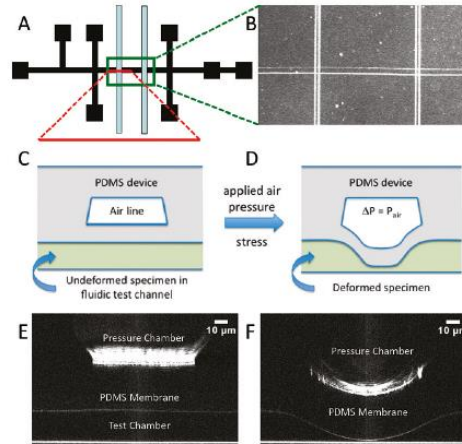 A
B
C
D
PDMS device
Air line
applied air
pressure
stress
PDMS device
ΔP = Pair
Undeformed specimen in
fluidic test channel
Deformed specimen
E
10 μm
Pressure Chamber
PDMS Membrane
Test Chamber
F
10 μm
Pressure Chamber
PDMS Membrane